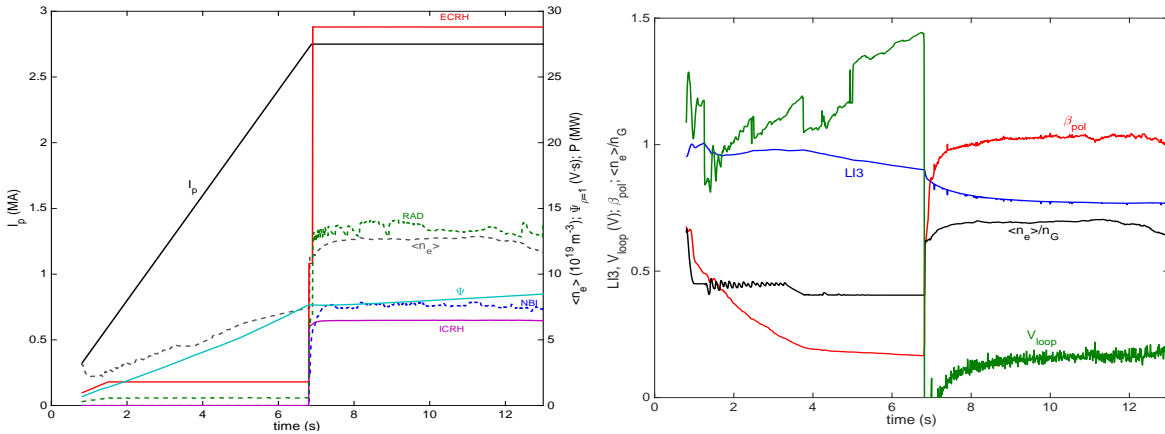 3
2.5
2
1.5
1
0.5
0
I_p (MA)
30
25
20
15
10
5
0
<n_e> (10^19 m^-3); Ψ_ρ=1 (V·s); P (MW)
ECRH
I_p
RAD
<n_e>
Ψ
NBI
ICRH
2 4 6 8 10 12
time (s)
1.5
1
0.5
0
LI3, V_loop (V); β_pol; <n_e>/n_G
β_pol
LI3
<n_e>/n_G
V_loop
0 2 4 6 8 10 12
time (s)